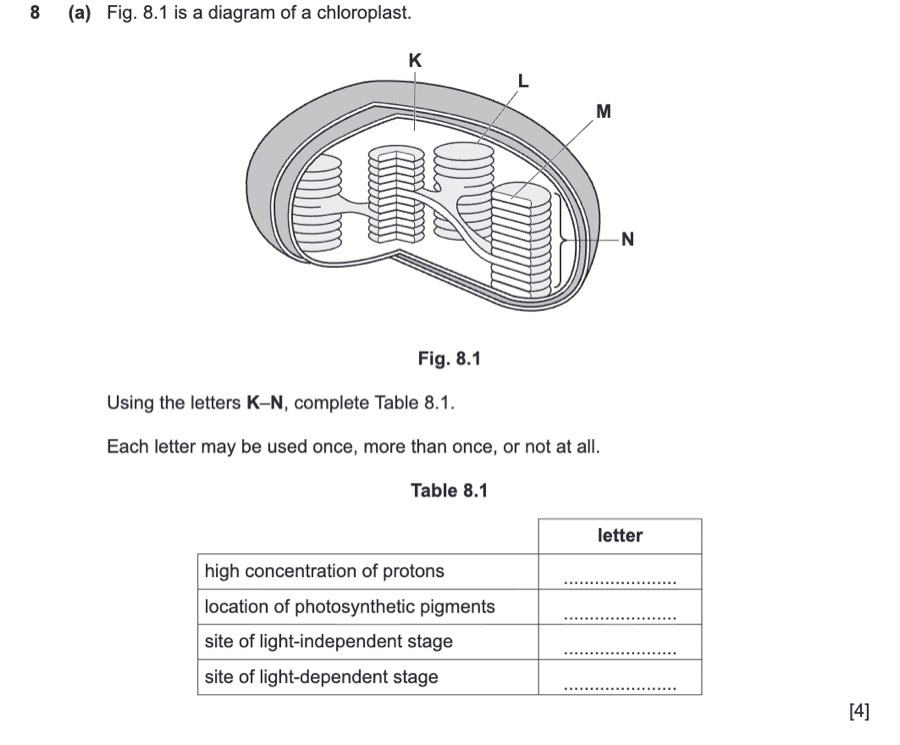 8 (a) Fig. 8.1 is a diagram of a chloroplast.
K
L
M
N
Fig. 8.1
Using the letters K–N, complete Table 8.1.
Each letter may be used once, more than once, or not at all.
Table 8.1
letter
high concentration of protons ......................
location of photosynthetic pigments ......................
site of light-independent stage ......................
site of light-dependent stage ......................
[4]